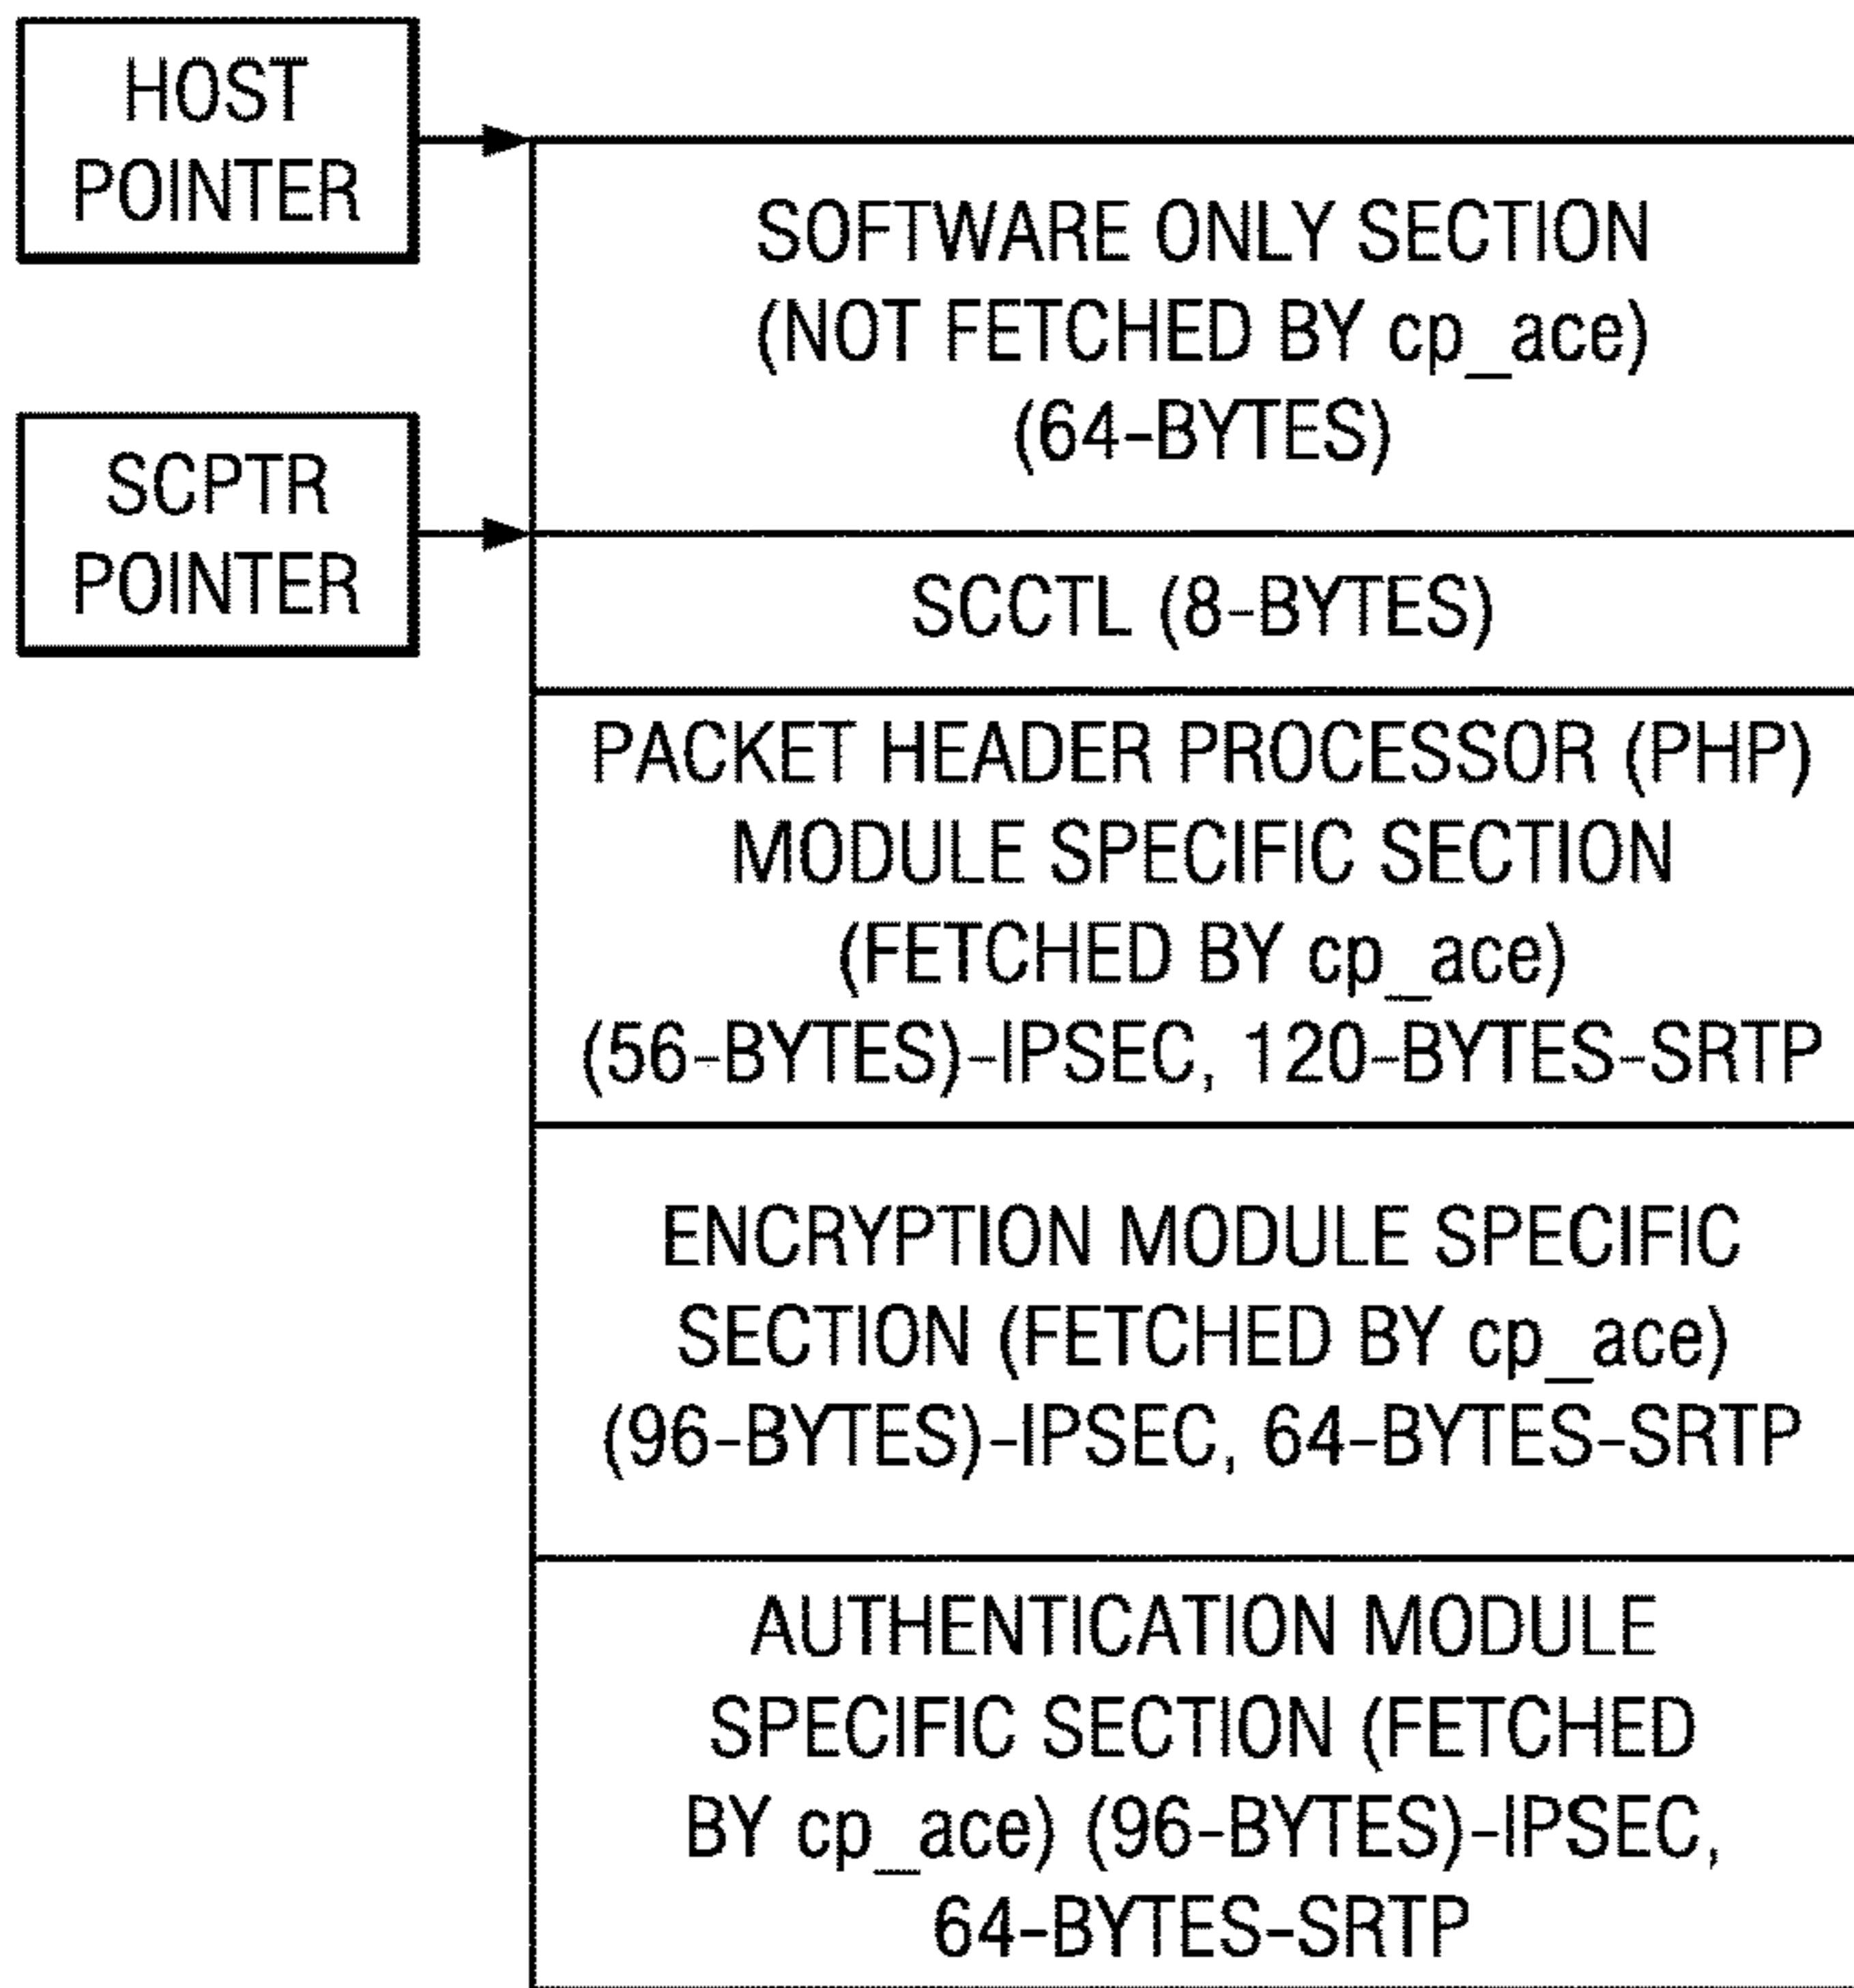 HOST
POINTER
SOFTWARE ONLY SECTION
(NOT FETCHED BY cp_ace)
(64-BYTES)
SCPTR
POINTER
SCCTL (8-BYTES)
PACKET HEADER PROCESSOR (PHP)
MODULE SPECIFIC SECTION
(FETCHED BY cp_ace)
(56-BYTES)-IPSEC, 120-BYTES-SRTP
ENCRYPTION MODULE SPECIFIC
SECTION (FETCHED BY cp_ace)
(96-BYTES)-IPSEC, 64-BYTES-SRTP
AUTHENTICATION MODULE
SPECIFIC SECTION (FETCHED
BY cp_ace) (96-BYTES)-IPSEC,
64-BYTES-SRTP